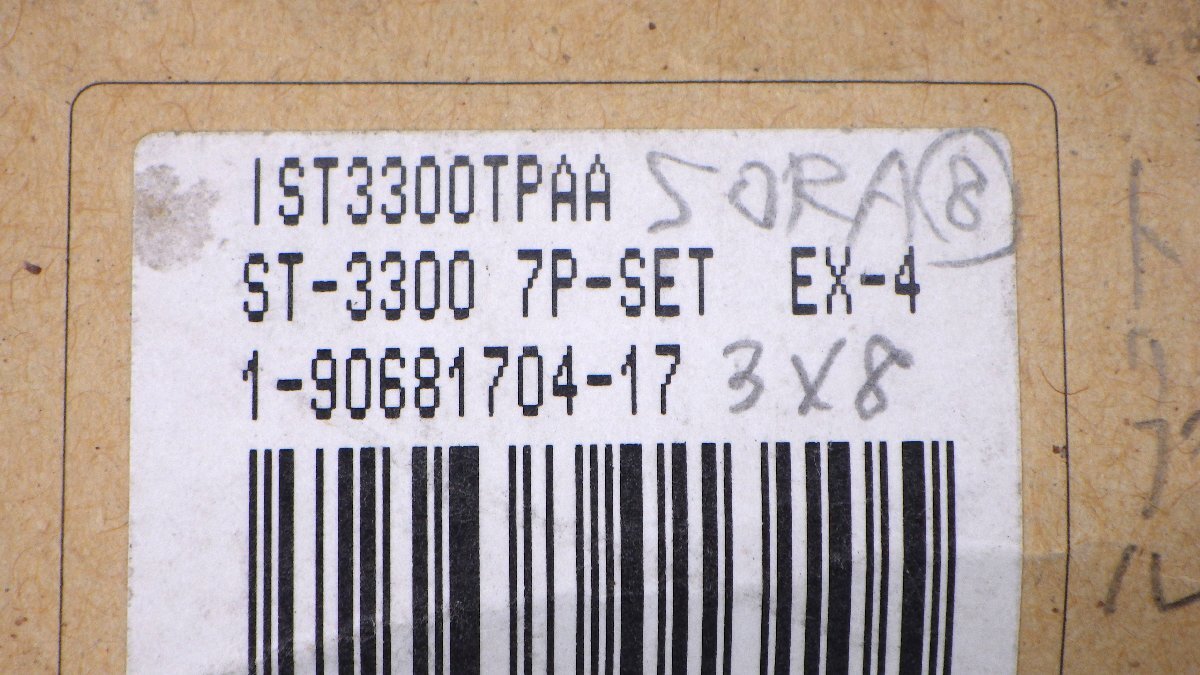 IST3300TPAA SORA ⑧
ST-3300 7P-SET EX-4
1-90681704-17 3X8